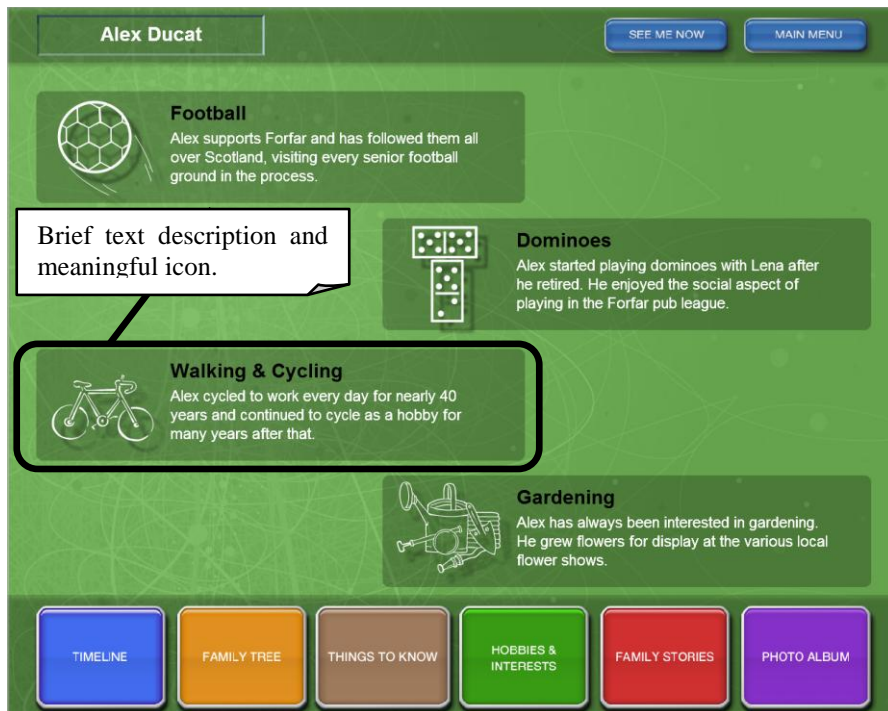 Alex Ducat
SEE ME NOW
MAIN MENU
Football
Alex supports Forfar and has followed them all
over Scotland, visiting every senior football
ground in the process.
Brief text description and
meaningful icon.
Dominoes
Alex started playing dominoes with Lena after
he retired. He enjoyed the social aspect of
playing in the Forfar pub league.
Walking & Cycling
Alex cycled to work every day for nearly 40
years and continued to cycle as a hobby for
many years after that.
Gardening
Alex has always been interested in gardening.
He grew flowers for display at the various local
flower shows.
TIMELINE
FAMILY TREE
THINGS TO KNOW
HOBBIES &
INTERESTS
FAMILY STORIES
PHOTO ALBUM